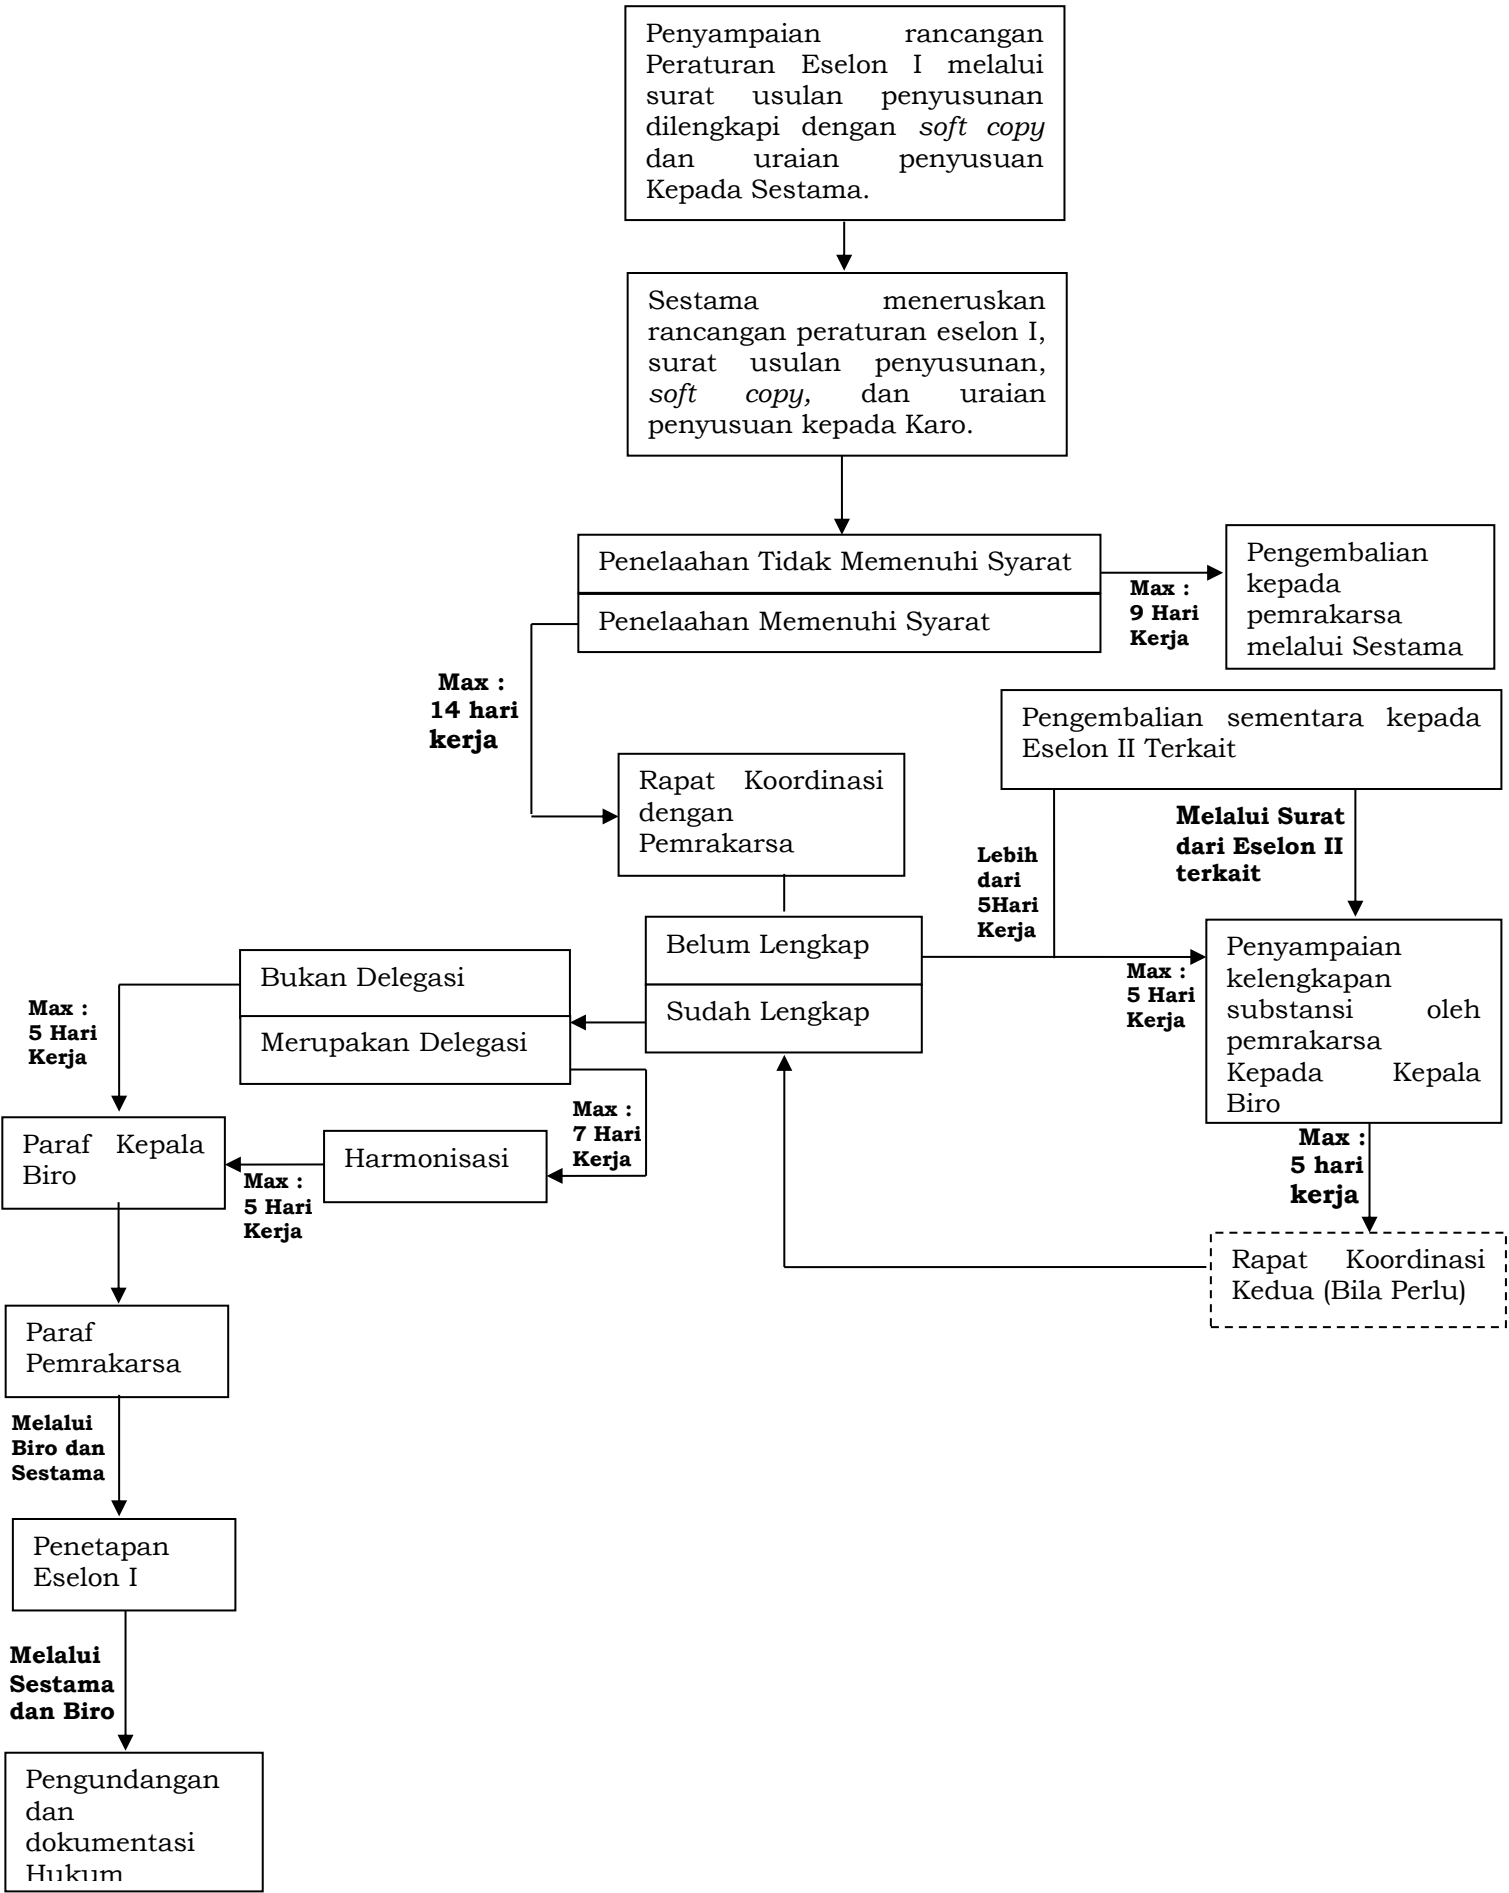 Penyampaian rancangan
Peraturan Eselon I melalui
surat usulan penyusunan
dilengkapi dengan soft copy
dan uraian penyusuan
Kepada Sestama.
Sestama meneruskan
rancangan peraturan eselon I,
surat usulan penyusunan,
soft copy, dan uraian
penyusuan kepada Karo.
Penelaahan Tidak Memenuhi Syarat
Penelaahan Memenuhi Syarat
Max :
9 Hari
Kerja
Pengembalian
kepada
pemrakarsa
melalui Sestama
Max :
14 hari
kerja
Pengembalian sementara kepada
Eselon II Terkait
Rapat Koordinasi
dengan
Pemrakarsa
Melalui Surat
dari Eselon II
terkait
Lebih
dari
5Hari
Kerja
Belum Lengkap
Sudah Lengkap
Max :
5 Hari
Kerja
Penyampaian
kelengkapan
substansi oleh
pemrakarsa
Kepada Kepala
Biro
Bukan Delegasi
Merupakan Delegasi
Max :
5 Hari
Kerja
Max :
7 Hari
Kerja
Paraf Kepala
Biro
Harmonisasi
Max :
5 Hari
Kerja
Max :
5 hari
kerja
Rapat Koordinasi
Kedua (Bila Perlu)
Paraf
Pemrakarsa
Melalui
Biro dan
Sestama
Penetapan
Eselon I
Melalui
Sestama
dan Biro
Pengundangan
dan
dokumentasi
Hukum